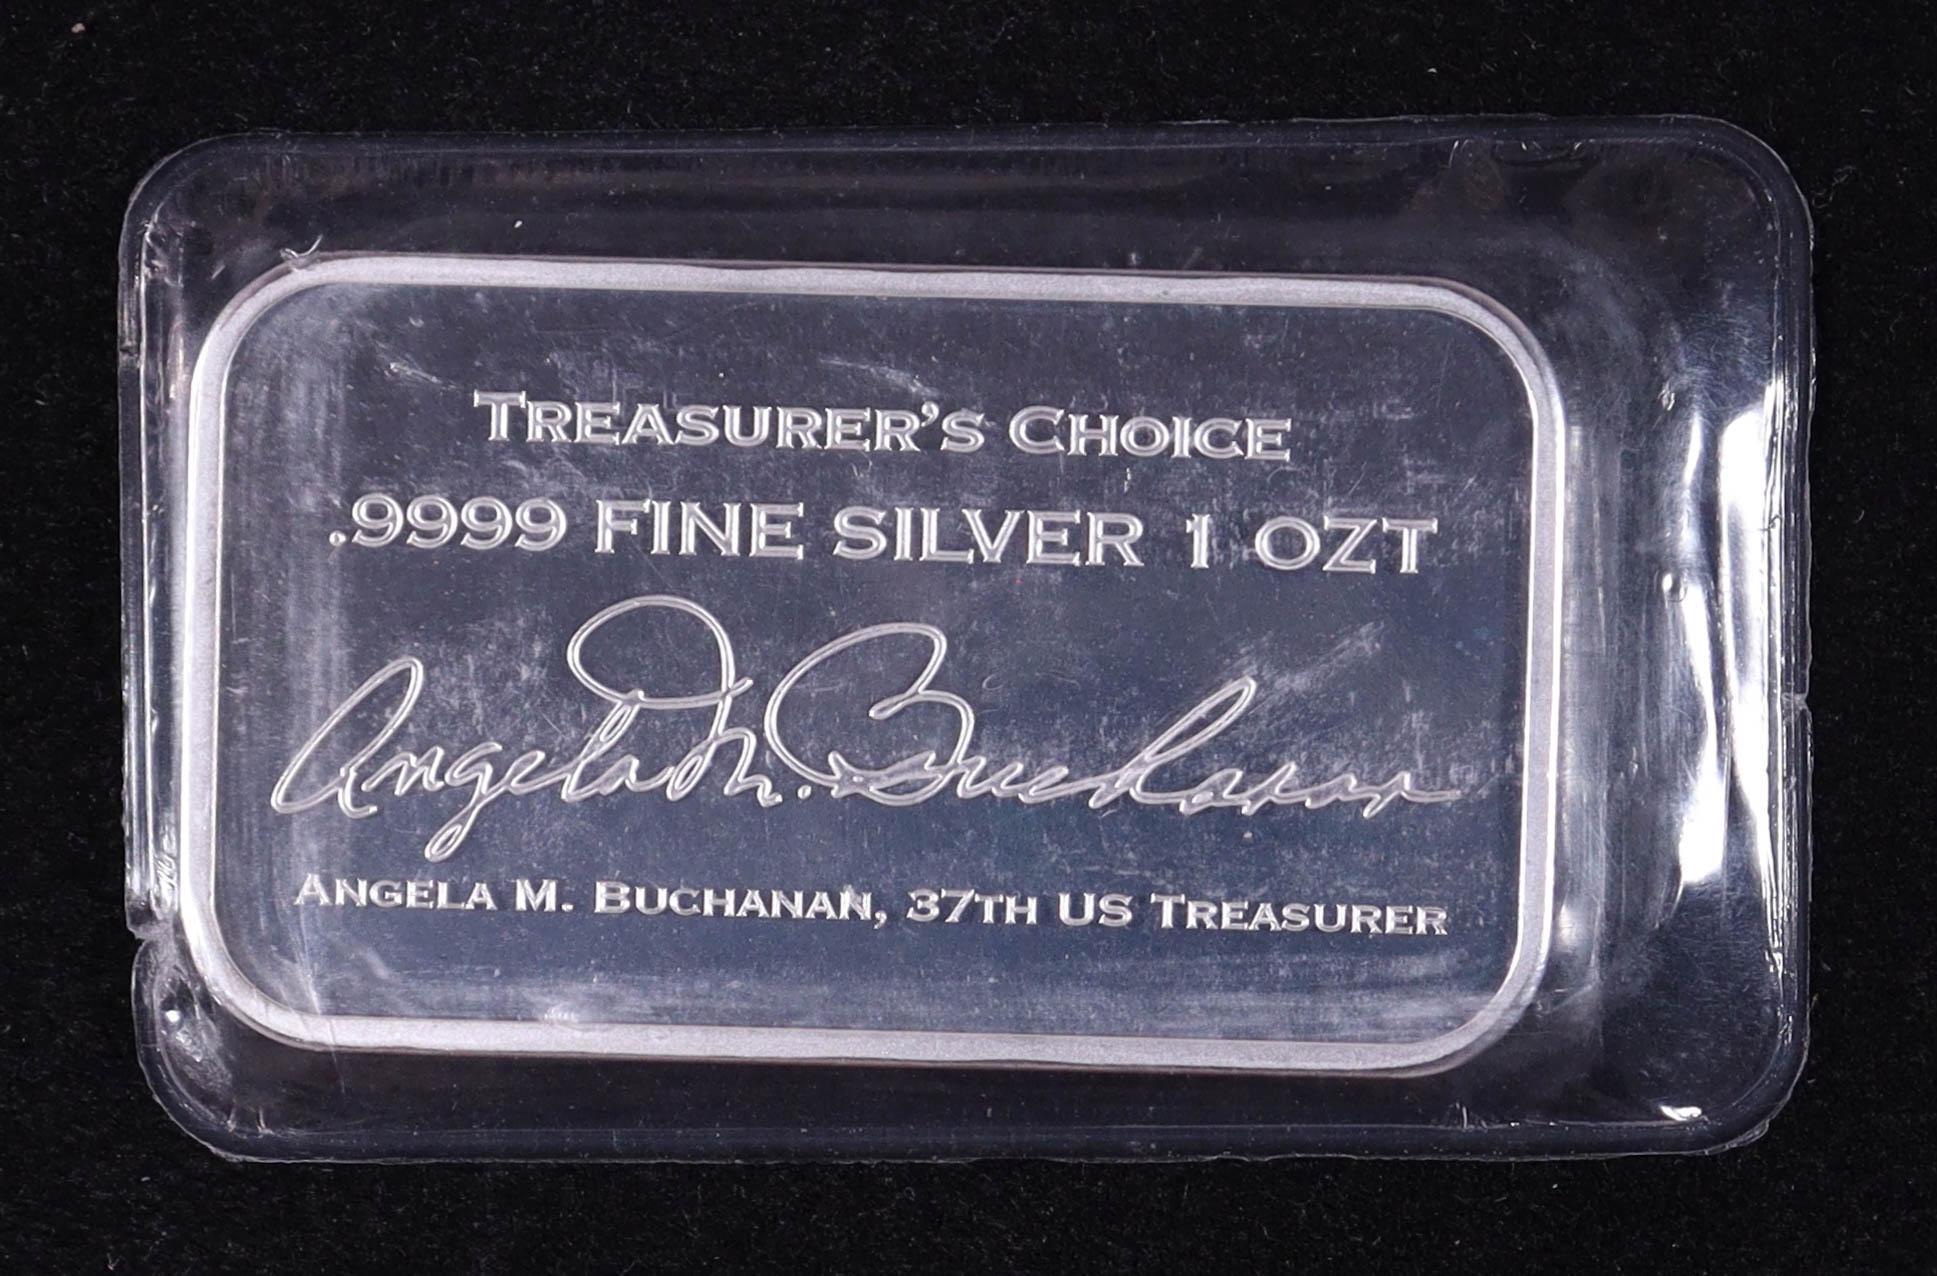 Treasurer's Choice
.9999 FINE SILVER 1 OZT
Angela M. Buchanan
Angela M. Buchanan, 37th US Treasurer